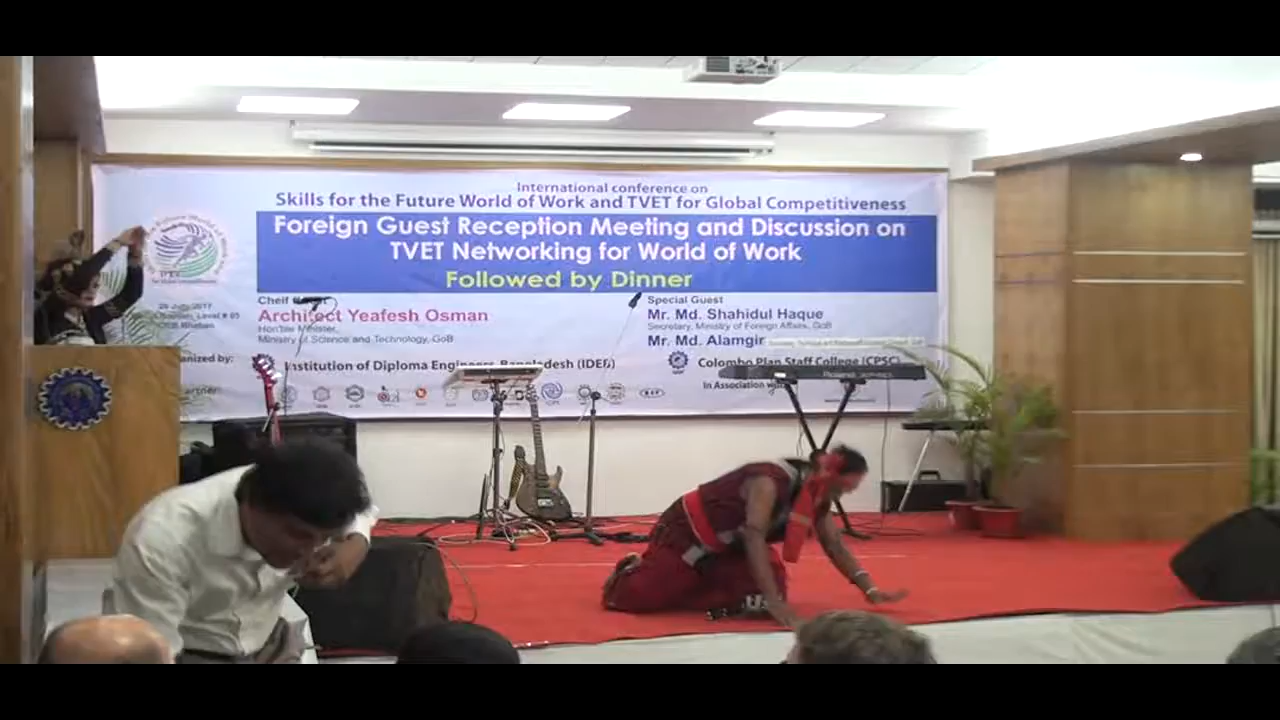 International conference on
Skills for the Future World of Work and TVET for Global Competitiveness
Foreign Guest Reception Meeting and Discussion on
TVET Networking for World of Work
Followed by Dinner
Cheif
Architect Yeafesh Osman
Hon'ble Minister,
Ministry of Science and Technology, GoB
Special Guest
Mr. Md. Shahidul Haque
Secretary, Ministry of Foreign Affairs, GoB
Mr. Md. Alamgir
anized by:
Institution of Diploma Engineers, Bangladesh (IDEB)
Colombo Plan Staff College (CPSC)
In Association
Roland